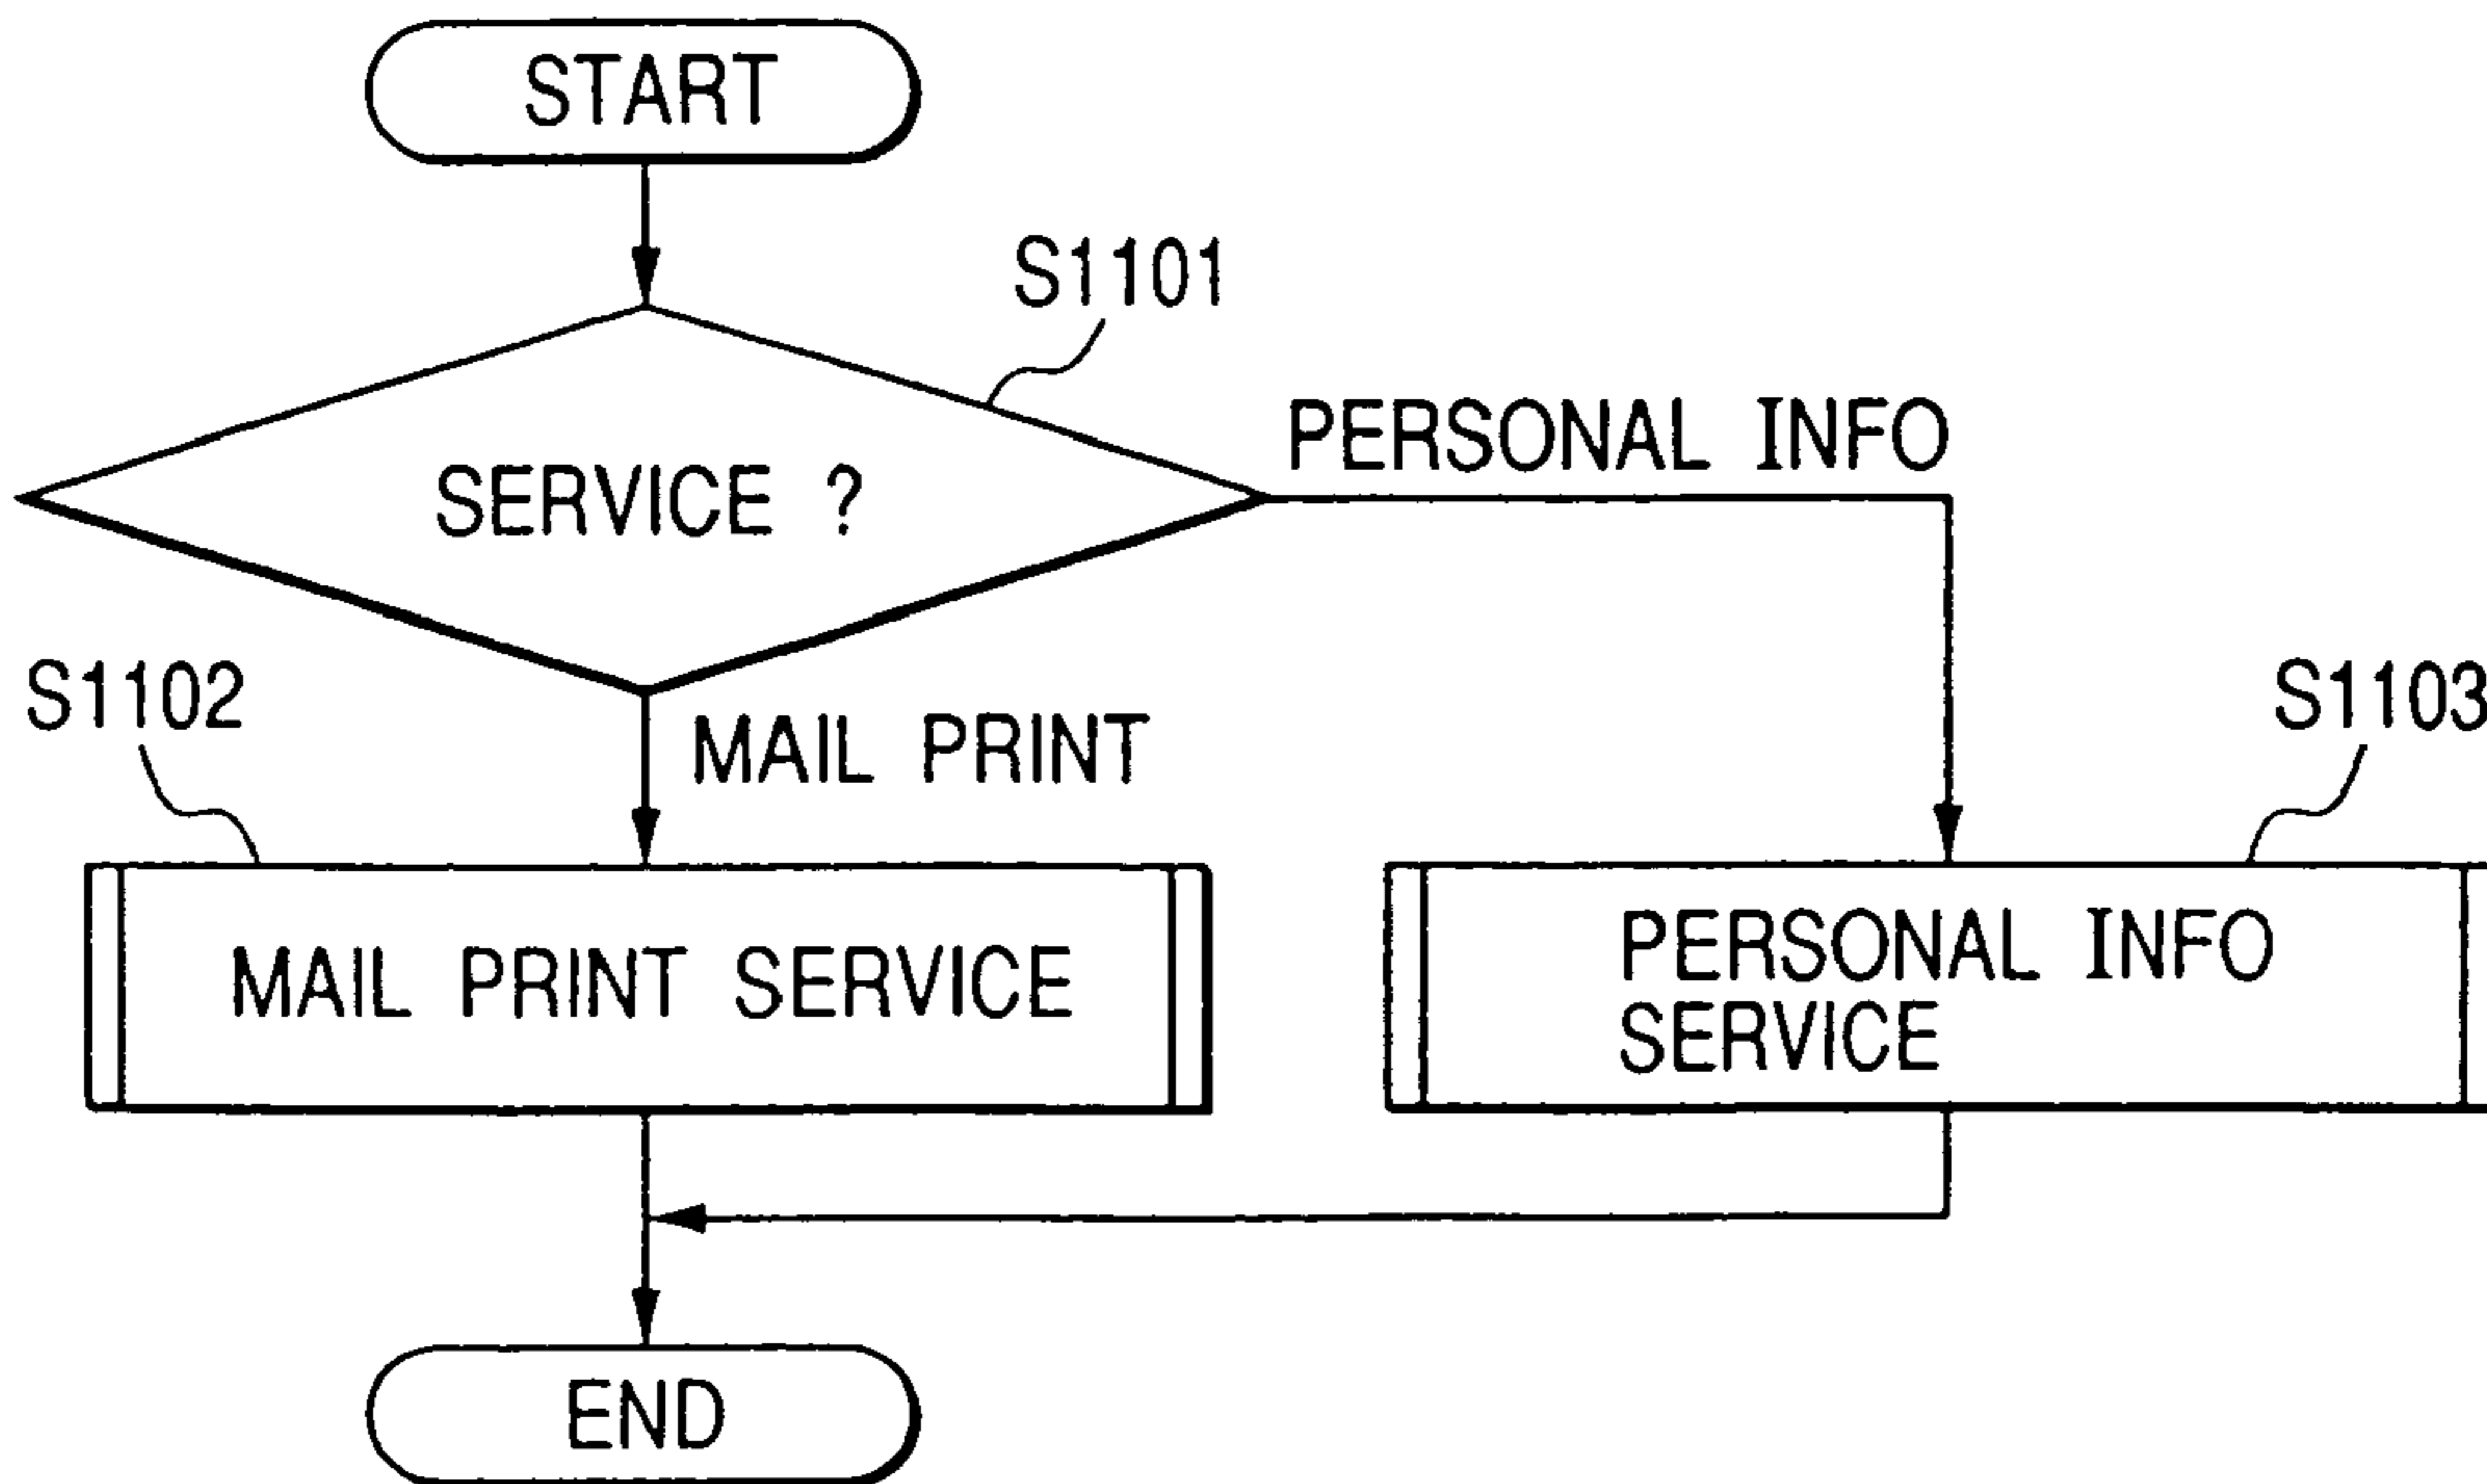 START
S1101
PERSONAL INFO
SERVICE ?
S1102
S1103
MAIL PRINT
MAIL PRINT SERVICE
PERSONAL INFO
SERVICE
END